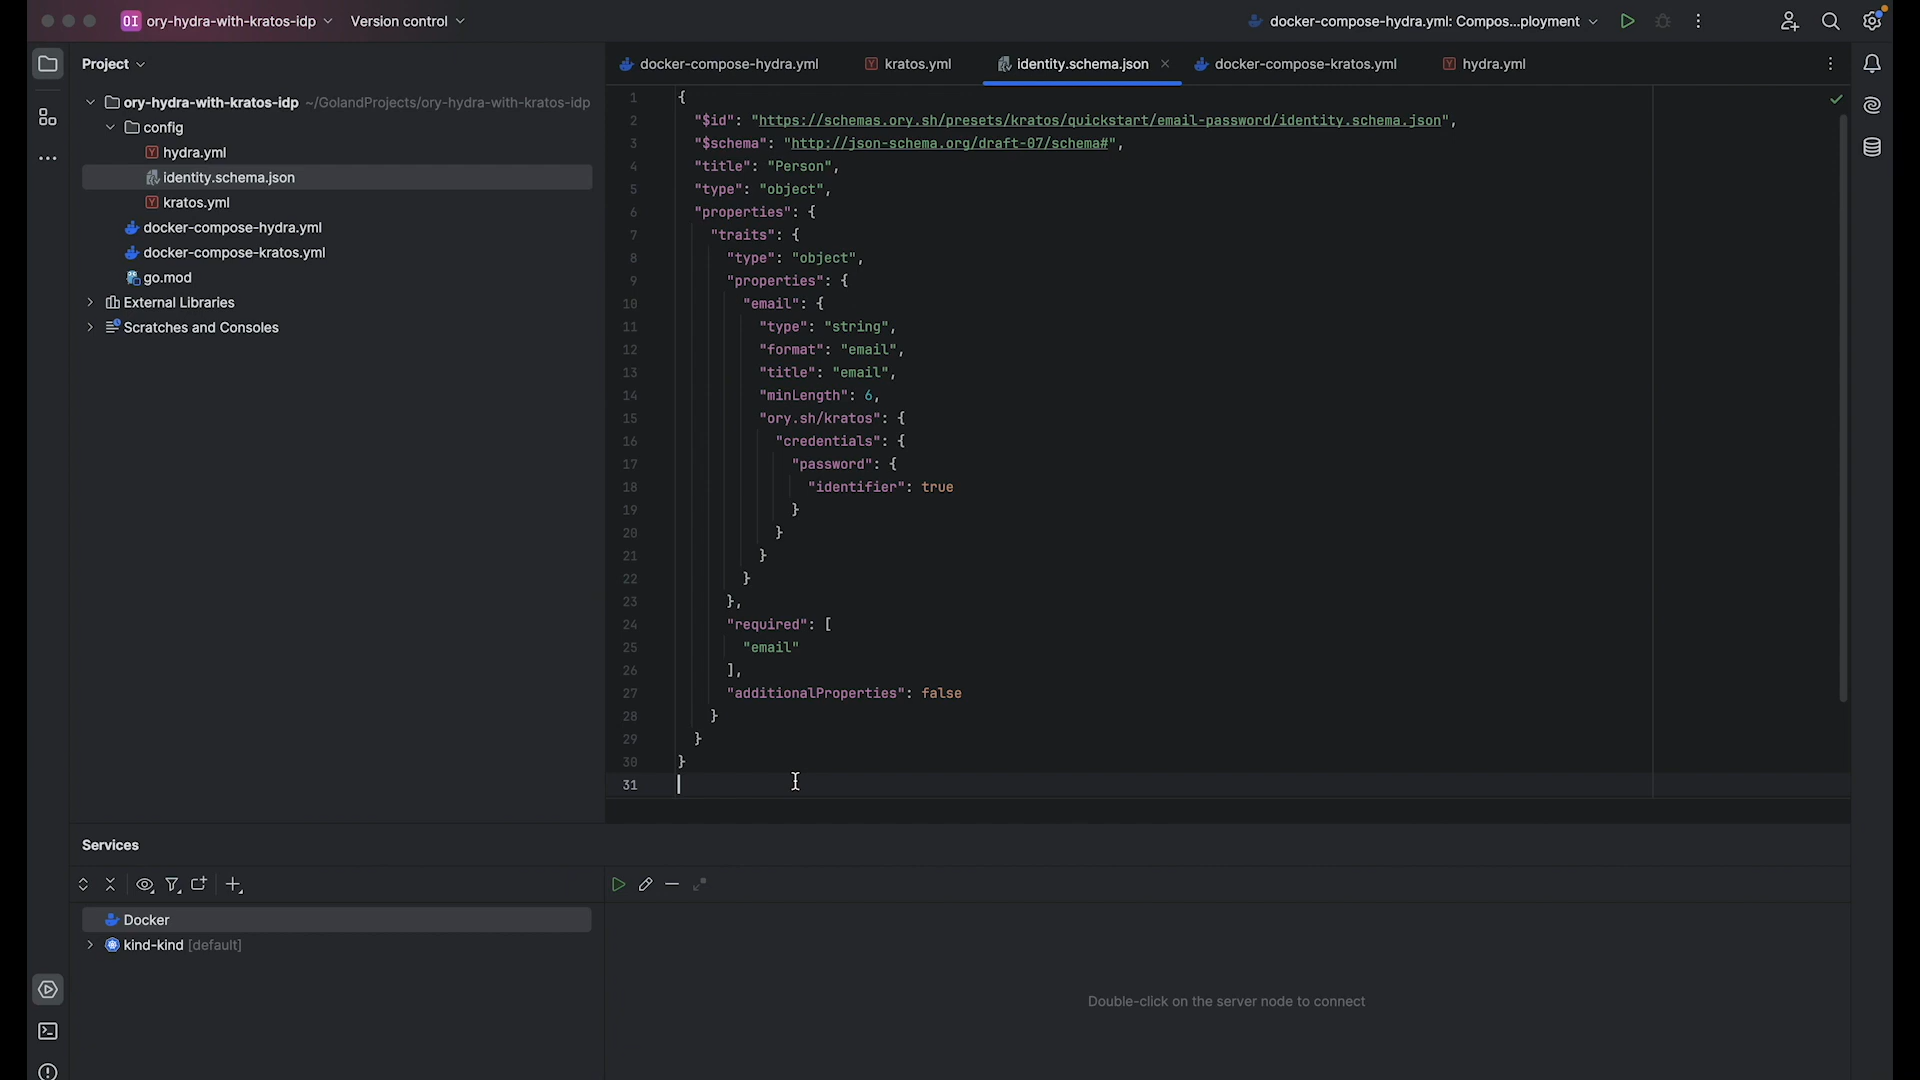 OI ory-hydra-with-kratos-idp Version control docker-compose-hydra.yml: Compos...ployment
Project
ory-hydra-with-kratos-idp ~/GolandProjects/ory-hydra-with-kratos-idp
config
hydra.yml
identity.schema.json
kratos.yml
docker-compose-hydra.yml
docker-compose-kratos.yml
go.mod
External Libraries
Scratches and Consoles
docker-compose-hydra.yml kratos.yml identity.schema.json docker-compose-kratos.yml hydra.yml
1 {
2 "$id": "https://schemas.ory.sh/presets/kratos/quickstart/email-password/identity.schema.json",
3 "$schema": "http://json-schema.org/draft-07/schema#",
4 "title": "Person",
5 "type": "object",
6 "properties": {
7 "traits": {
8 "type": "object",
9 "properties": {
10 "email": {
11 "type": "string",
12 "format": "email",
13 "title": "email",
14 "minLength": 6,
15 "ory.sh/kratos": {
16 "credentials": {
17 "password": {
18 "identifier": true
19 }
20 }
21 }
22 }
23 },
24 "required": [
25 "email"
26 ],
27 "additionalProperties": false
28 }
29 }
30 }
31
Services
Docker
kind-kind [default]
Double-click on the server node to connect